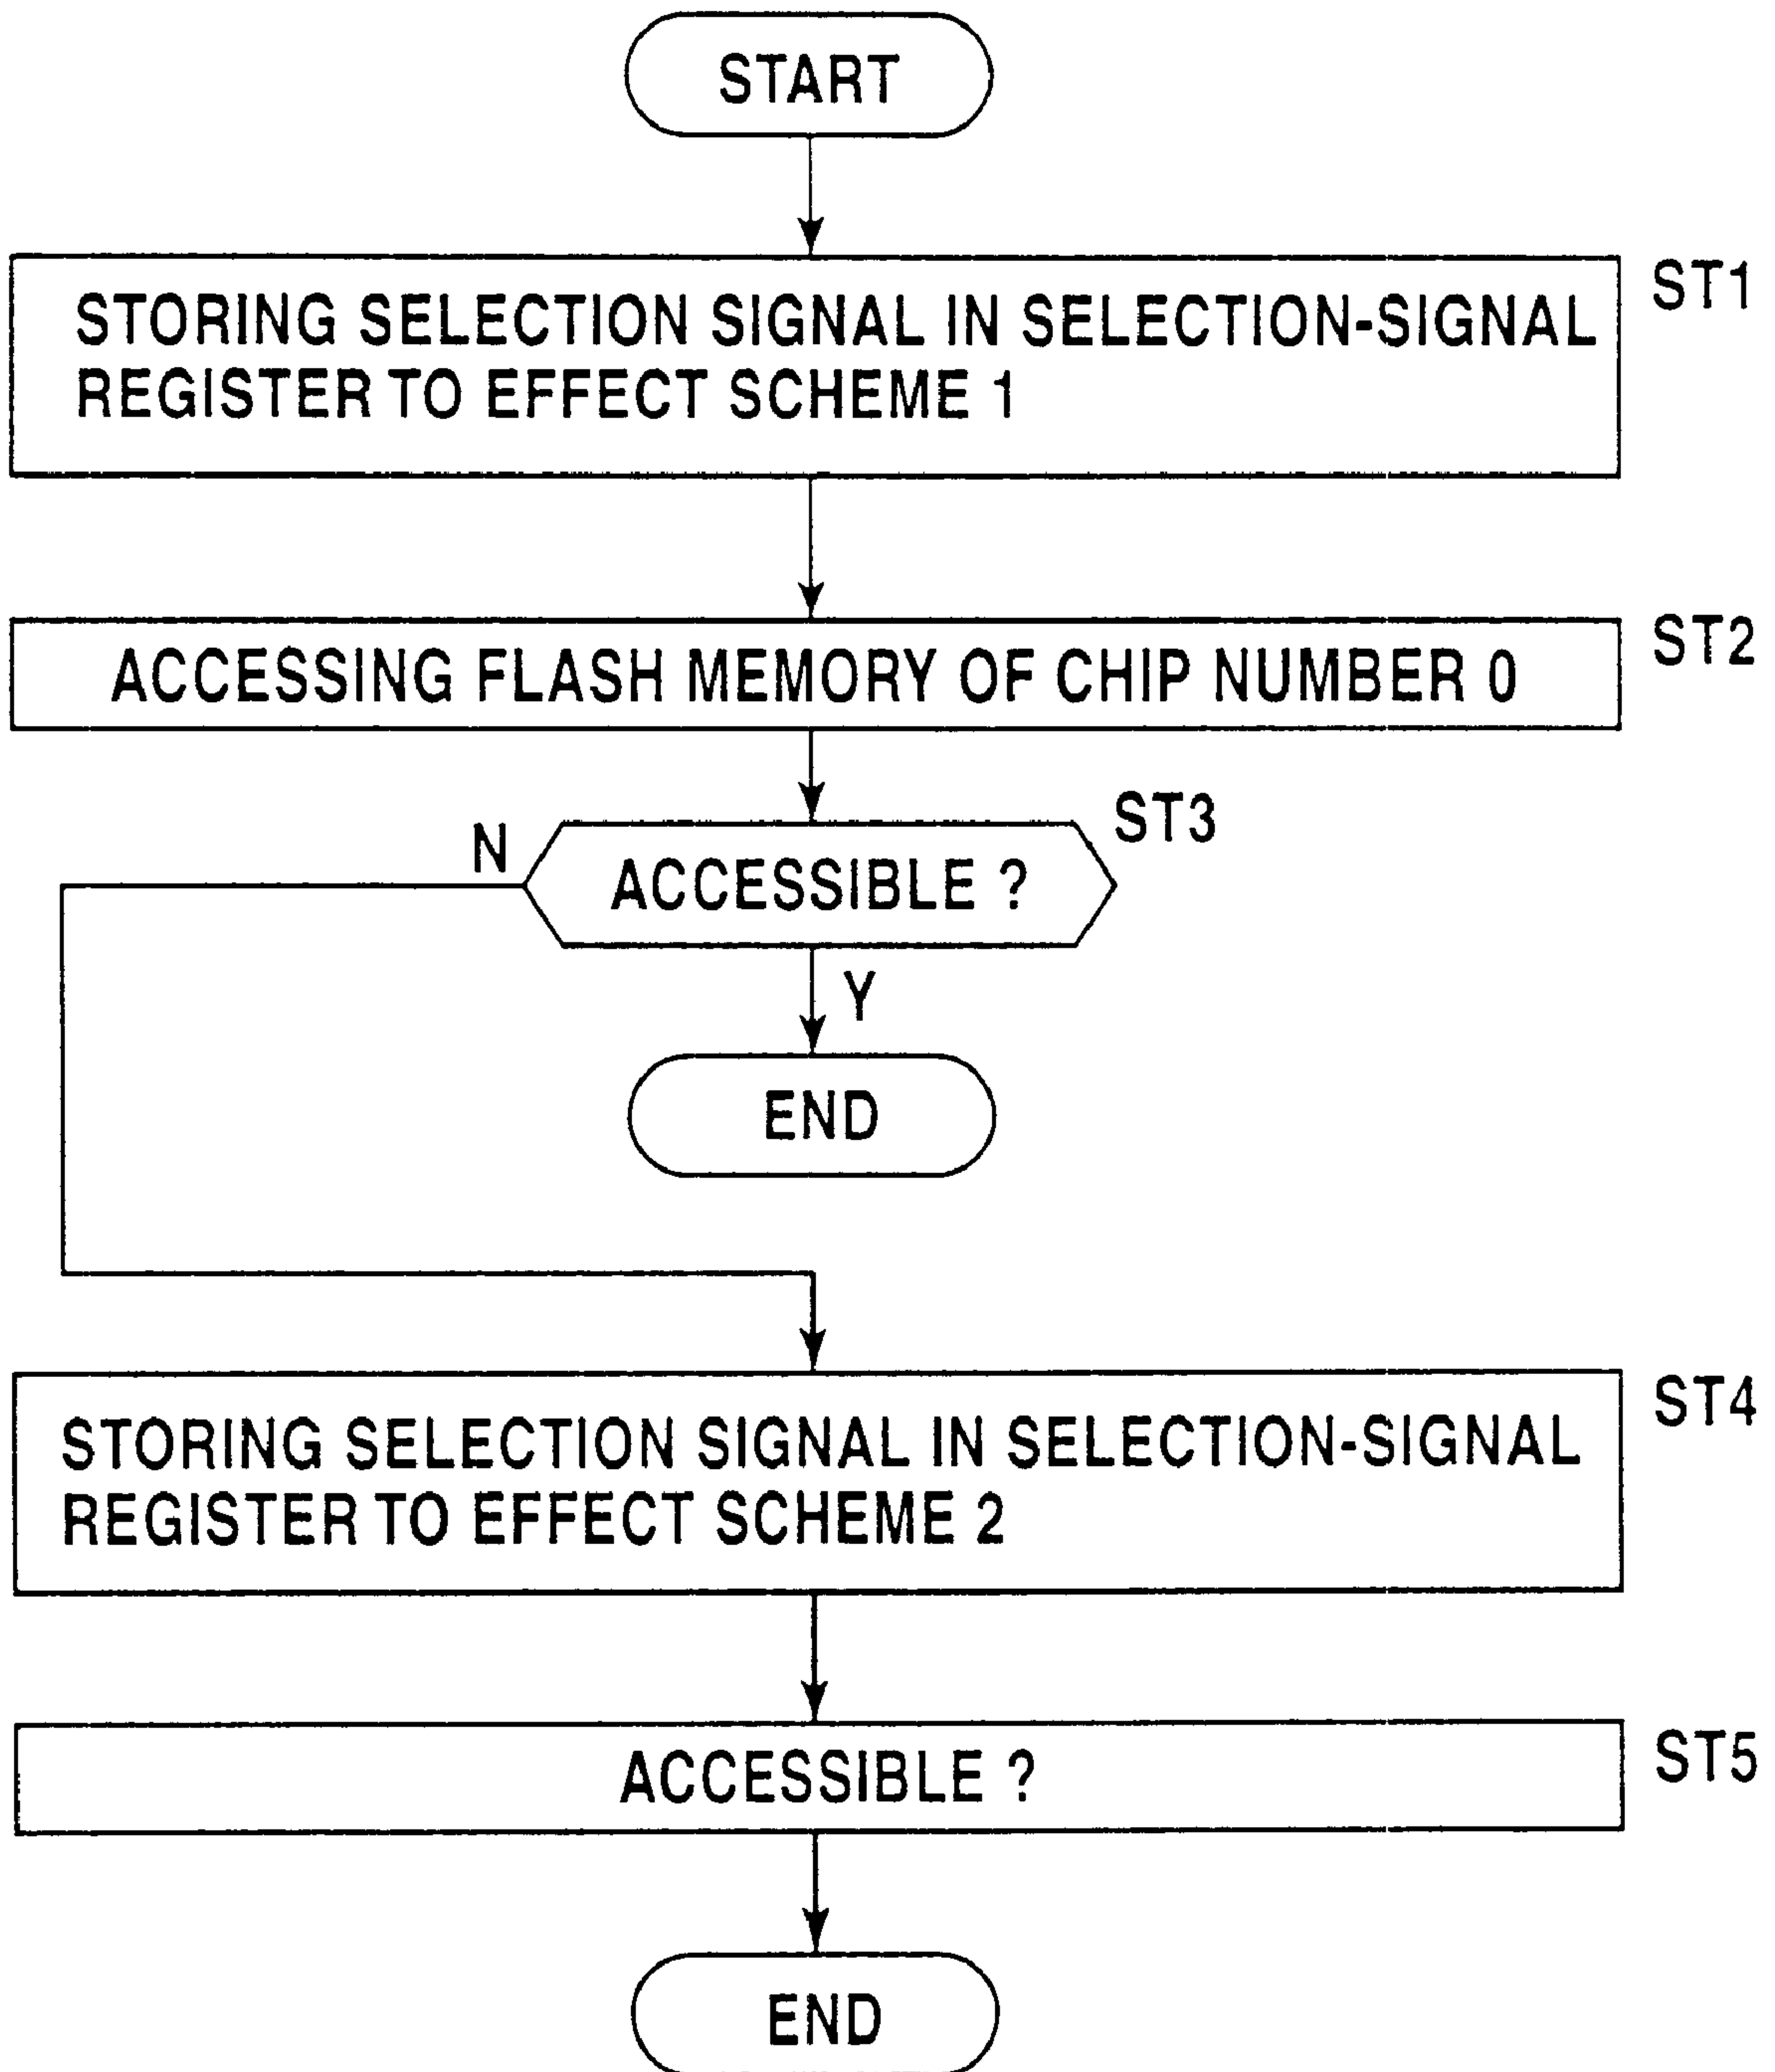 START
ST1
STORING SELECTION SIGNAL IN SELECTION-SIGNAL
REGISTER TO EFFECT SCHEME 1
ST2
ACCESSING FLASH MEMORY OF CHIP NUMBER 0
ST3
N
ACCESSIBLE ?
Y
END
ST4
STORING SELECTION SIGNAL IN SELECTION-SIGNAL
REGISTER TO EFFECT SCHEME 2
ST5
ACCESSIBLE ?
END